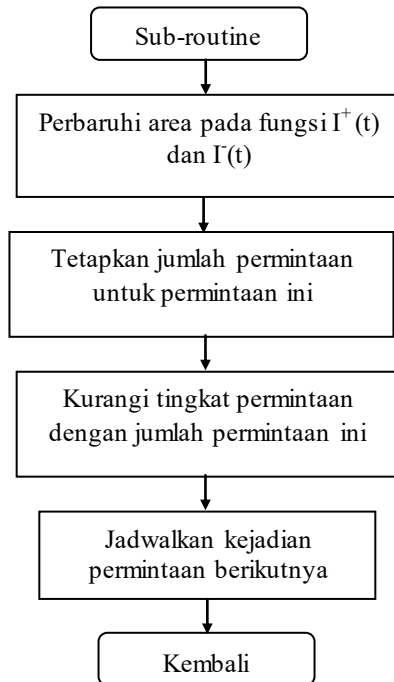 Sub-routine
Perbaruhi area pada fungsi I⁺ (t)
dan I⁻(t)
Tetapkan jumlah permintaan
untuk permintaan ini
Kurangi tingkat permintaan
dengan jumlah permintaan ini
Jadwalkan kejadian
permintaan berikutnya
Kembali